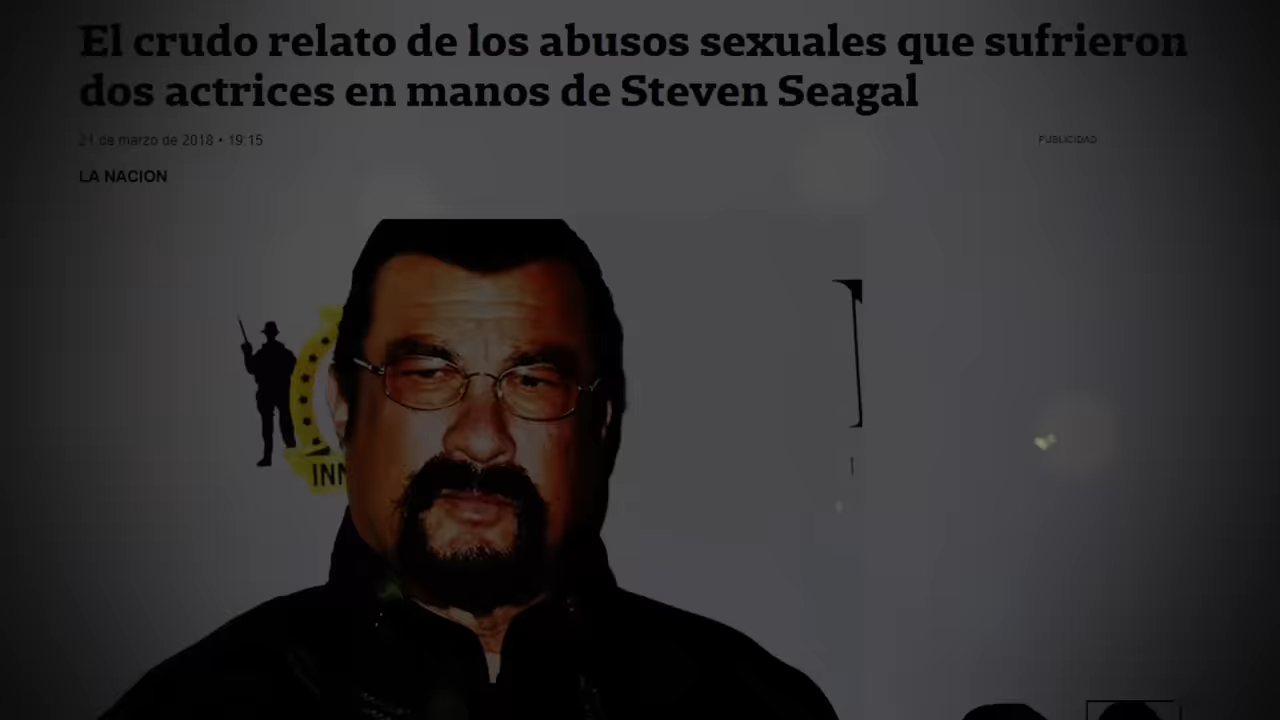 El crudo relato de los abusos sexuales que sufrieron
dos actrices en manos de Steven Seagal
21 de marzo de 2018 • 19:15
PUBLICIDAD
LA NACION
INN